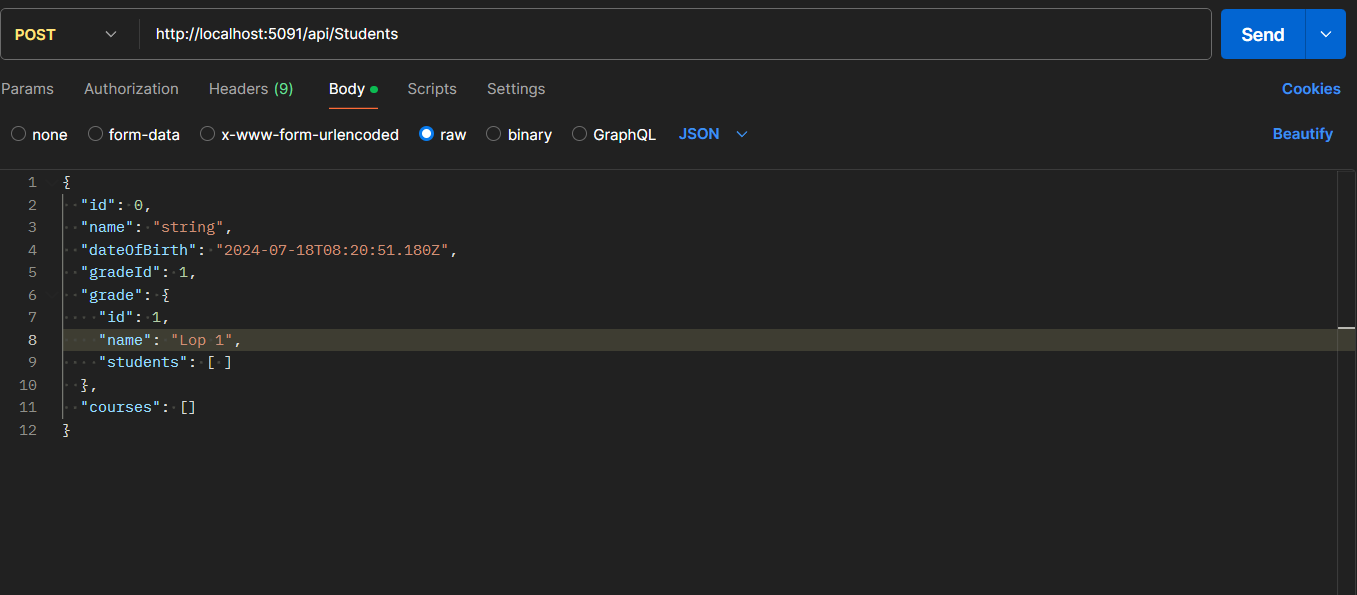 POST http://localhost:5091/api/Students Send
Params Authorization Headers (9) Body Scripts Settings Cookies
none form-data x-www-form-urlencoded raw binary GraphQL JSON Beautify
1 {
2 "id": 0,
3 "name": "string",
4 "dateOfBirth": "2024-07-18T08:20:51.180Z",
5 "gradeId": 1,
6 "grade": {
7 "id": 1,
8 "name": "Lop 1",
9 "students": [ ]
10 },
11 "courses": []
12 }